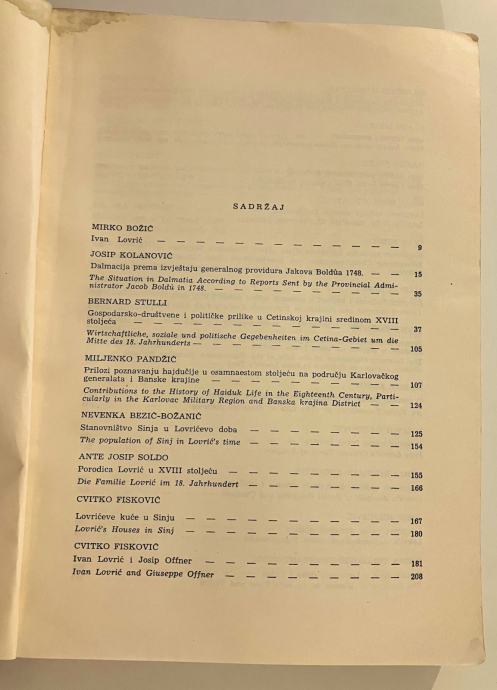 SADRŽAJ
MIRKO BOŽIĆ
Ivan Lovrić — — — — — — — — — — — 9
JOSIP KOLANOVIĆ
Dalmacija prema izvještaju generalnog providura Jakova Boldùa 1748. — — 15
The Situation in Dalmatia According to Reports Sent by the Provincial Admi-
nistrator Jacob Boldù in 1748. — — — — — — — — — 35
BERNARD STULLI
Gospodarsko-društvene i političke prilike u Cetinskoj krajini sredinom XVIII
stoljeća — — — — — — — — — — — — 37
Wirtschaftliche, soziale und politische Gegebenheiten im Cetina-Gebiet um die
Mitte des 18. Jahrhunderts — — — — — — — — — 105
MILJENKO PANDŽIĆ
Prilozi poznavanju hajdučije u osamnaestom stoljeću na području Karlovačkog
generalata i Banske krajine — — — — — — — — — 107
Contributions to the History of Haiduk Life in the Eighteenth Century, Parti-
cularly in the Karlovac Military Region and Banska krajina District — — 124
NEVENKA BEZIĆ-BOŽANIĆ
Stanovništvo Sinja u Lovrićevo doba — — — — — — — 125
The population of Sinj in Lovrić's time — — — — — — — 154
ANTE JOSIP SOLDO
Porodica Lovrić u XVIII stoljeću — — — — — — — — 155
Die Familie Lovrić im 18. Jahrhundert — — — — — — — 166
CVITKO FISKOVIĆ
Lovrićeve kuće u Sinju — — — — — — — — — — 167
Lovrić's Houses in Sinj — — — — — — — — — — 180
CVITKO FISKOVIĆ
Ivan Lovrić i Josip Offner — — — — — — — — — 181
Ivan Lovrić and Giuseppe Offner — — — — — — — — 208